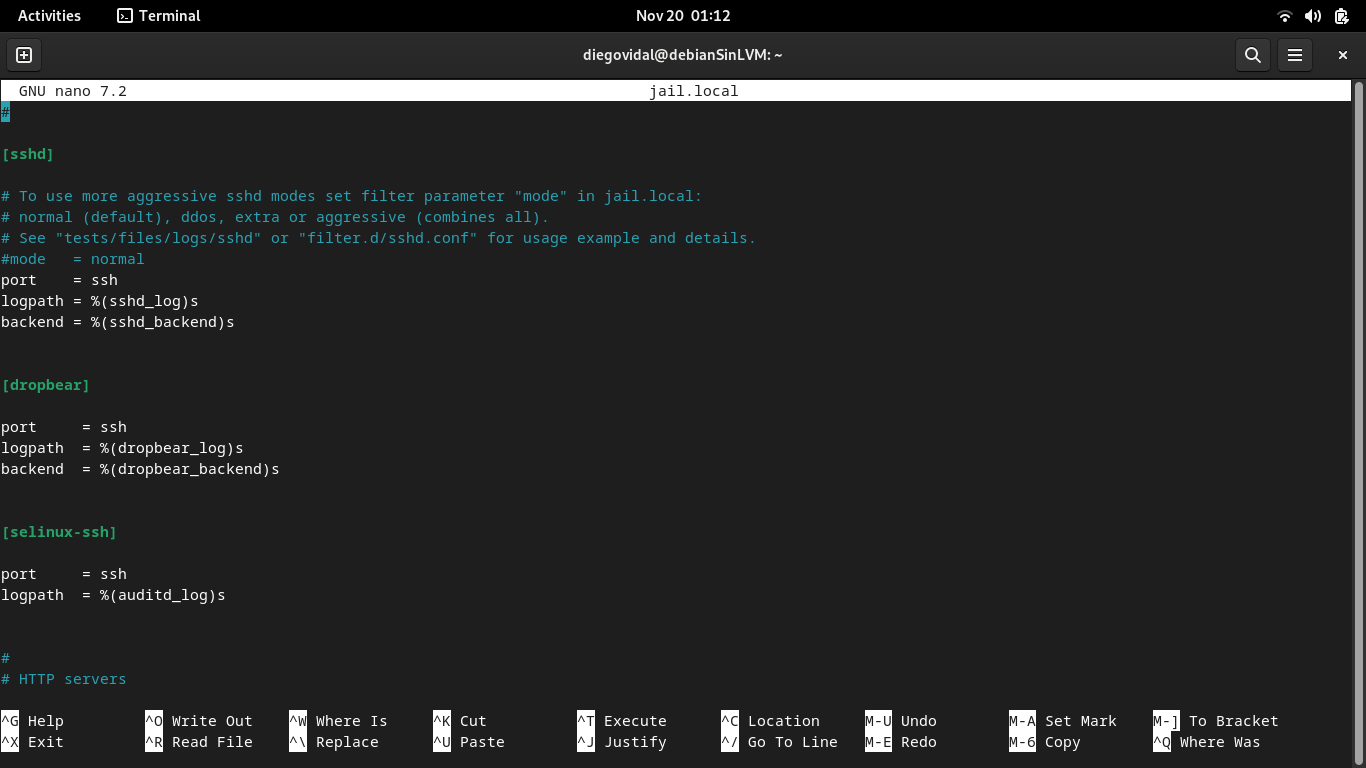 Activities Terminal Nov 20 01:12
diegovidal@debianSinLVM: ~
GNU nano 7.2 jail.local
#
[sshd]
# To use more aggressive sshd modes set filter parameter "mode" in jail.local:
# normal (default), ddos, extra or aggressive (combines all).
# See "tests/files/logs/sshd" or "filter.d/sshd.conf" for usage example and details.
#mode   = normal
port    = ssh
logpath = %(sshd_log)s
backend = %(sshd_backend)s
[dropbear]
port     = ssh
logpath  = %(dropbear_log)s
backend  = %(dropbear_backend)s
[selinux-ssh]
port     = ssh
logpath  = %(auditd_log)s
#
# HTTP servers
^G Help ^O Write Out ^W Where Is ^K Cut ^T Execute ^C Location M-U Undo M-A Set Mark M-] To Bracket
^X Exit ^R Read File ^\ Replace ^U Paste ^J Justify ^/ Go To Line M-E Redo M-6 Copy ^Q Where Was